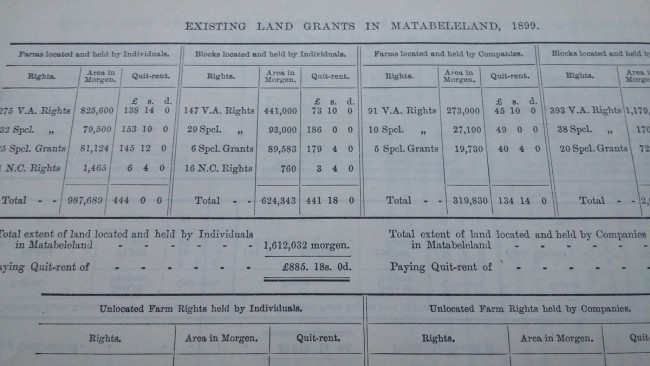 EXISTING LAND GRANTS IN MATABELELAND, 1899.
Farms located and held by Individuals. Blocks located and held by Individuals. Farms located and held by Companies. Blocks located and held b
Rights. Area in Morgen. Quit-rent. Rights. Area in Morgen. Quit-rent. Rights. Area in Morgen. Quit-rent. Rights. Area i Morge
£ s. d. £ s. d. £ s. d.
275 V.A. Rights 825,600 138 14 0 147 V.A. Rights 441,000 73 10 0 91 V.A. Rights 273,000 45 10 0 393 V.A. Rights 1,179,
32 Spcl. „ 79,500 153 10 0 29 Spcl. „ 93,000 186 0 0 10 Spcl. „ 27,100 49 0 0 38 Spcl. „ 170
5 Spcl. Grants 81,124 145 12 0 6 Spcl. Grants 89,583 179 4 0 5 Spcl. Grants 19,730 40 4 0 20 Spcl. Grants 72
N.C. Rights 1,465 6 4 0 16 N.C. Rights 760 3 4 0
Total - - 987,689 444 0 0 Total - - 624,343 441 18 0 Total - - 319,830 134 14 0 Total - - 2,
Total extent of land located and held by Individuals Total extent of land located and held by Companies
in Matabeleland - - - - - 1,612,032 morgen. in Matabeleland - - - - -
aying Quit-rent of - - - - - £885. 18s. 0d. Paying Quit-rent of - - - - -
Unlocated Farm Rights held by Individuals. Unlocated Farm Rights held by Companies.
Rights. Area in Morgen. Quit-rent. Rights. Area in Morgen. Quit